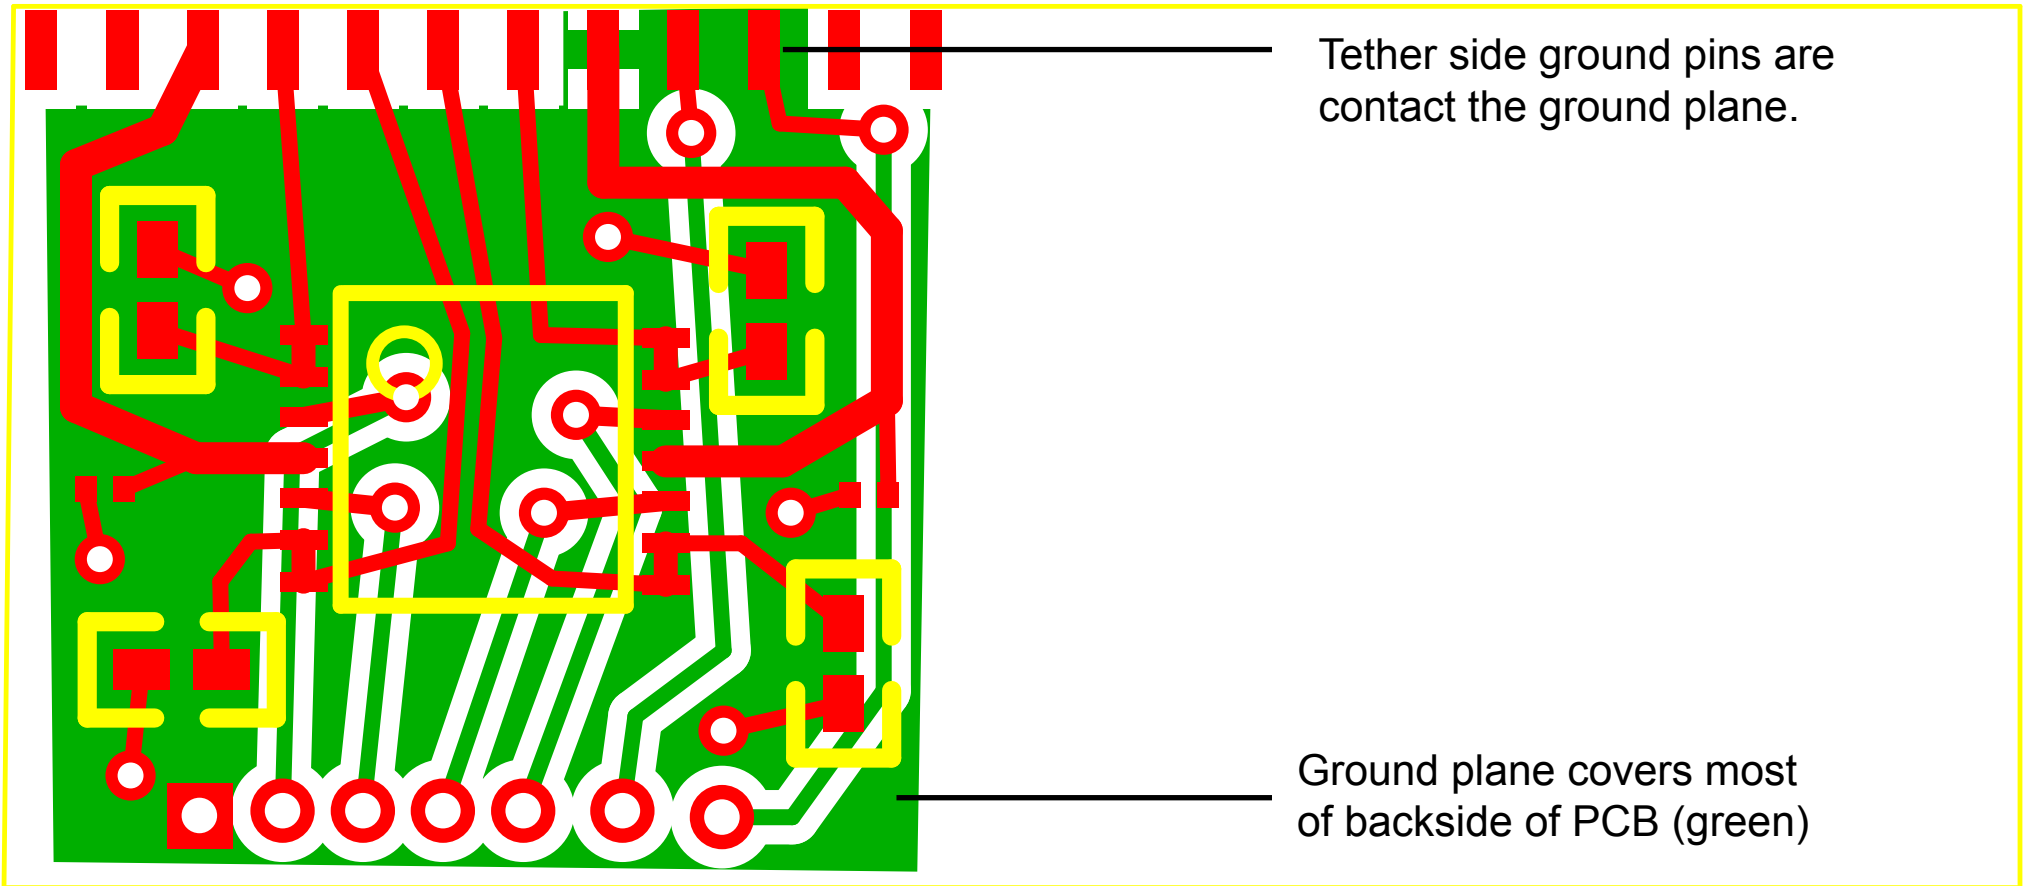 Tether side ground pins are
contact the ground plane.
Ground plane covers most
of backside of PCB (green)